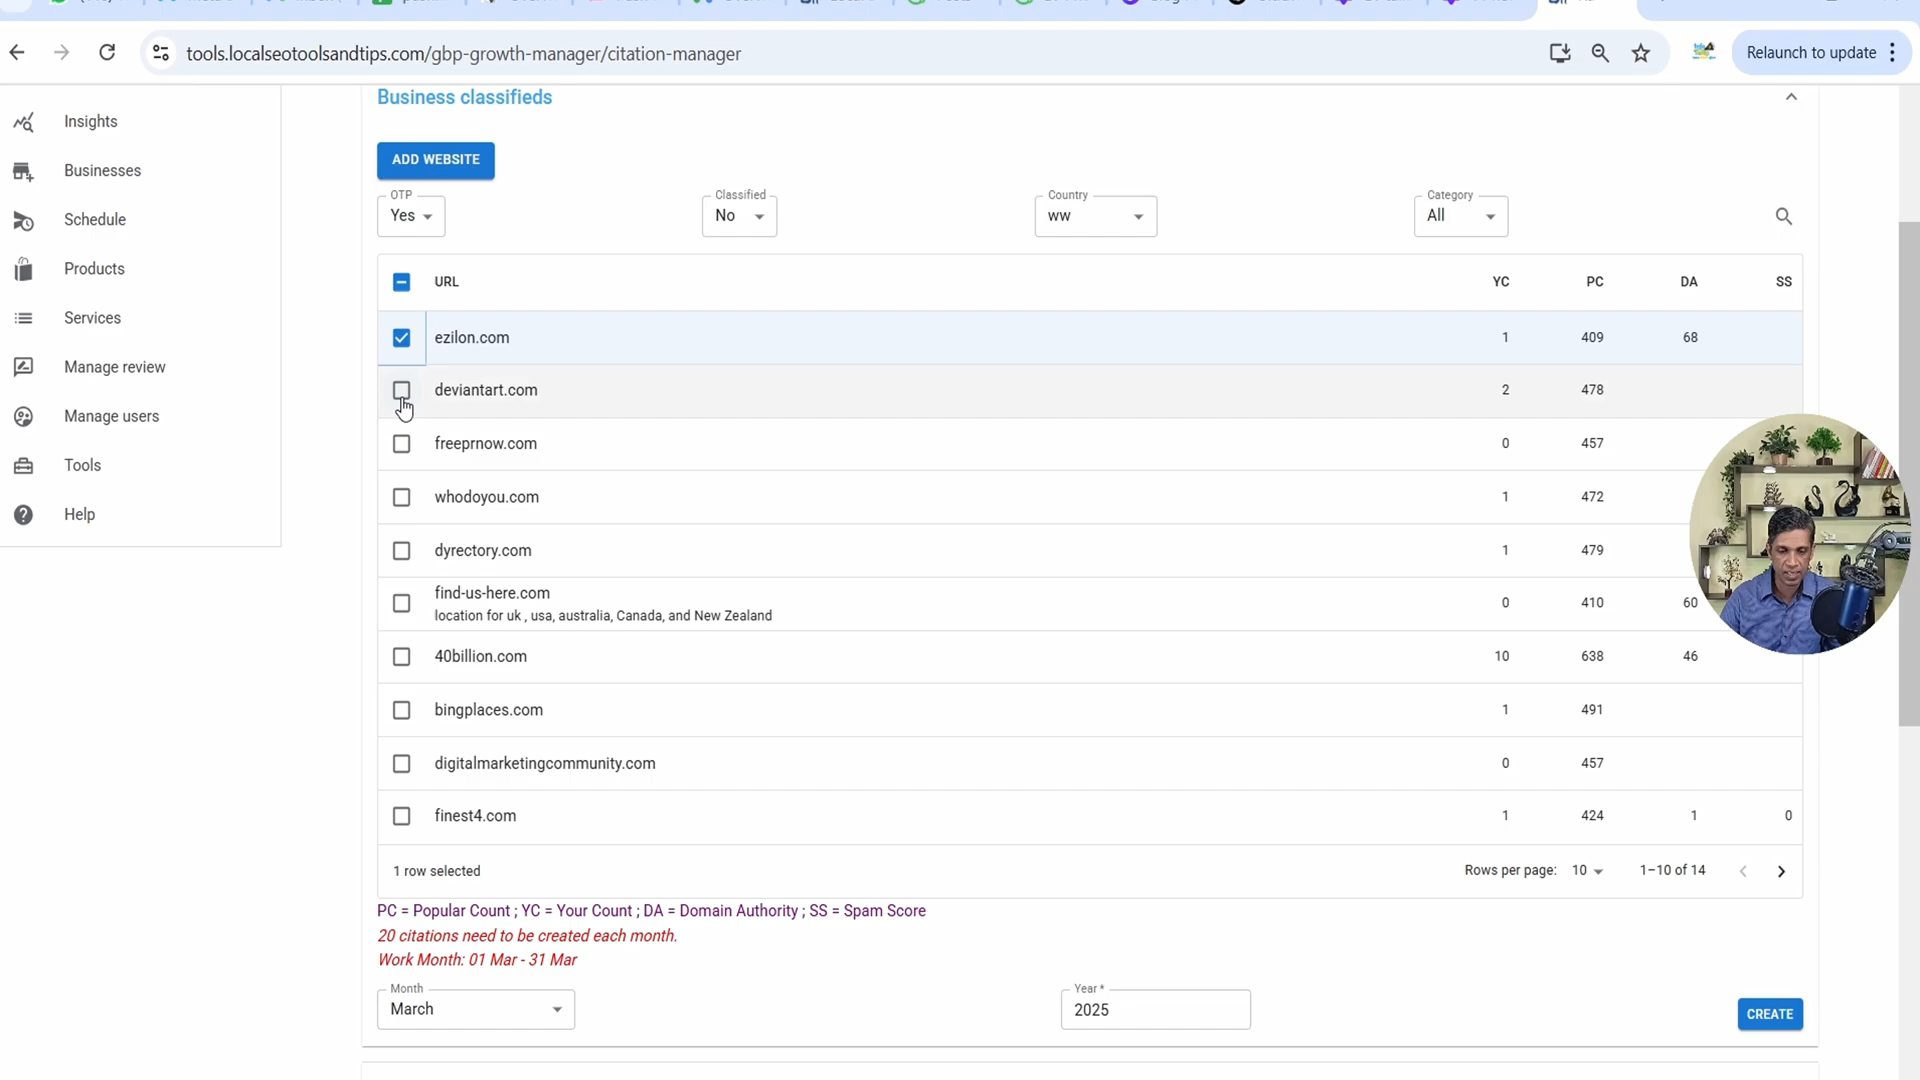 tools.localseotoolsandtips.com/gbp-growth-manager/citation-manager
Relaunch to update
Insights
Businesses
Schedule
Products
Services
Manage review
Manage users
Tools
Help
Business classifieds
ADD WEBSITE
OTP Classified Country Category
Yes No ww All
URL YC PC DA SS
ezilon.com 1 409 68
deviantart.com 2 478
freeprnow.com 0 457
whodoyou.com 1 472
dyrectory.com 1 479
find-us-here.com 0 410 60
location for uk , usa, australia, Canada, and New Zealand
40billion.com 10 638 46
bingplaces.com 1 491
digitalmarketingcommunity.com 0 457
finest4.com 1 424 1 0
1 row selected Rows per page: 10 1–10 of 14
PC = Popular Count ; YC = Your Count ; DA = Domain Authority ; SS = Spam Score
20 citations need to be created each month.
Work Month: 01 Mar - 31 Mar
Month Year *
March 2025 CREATE